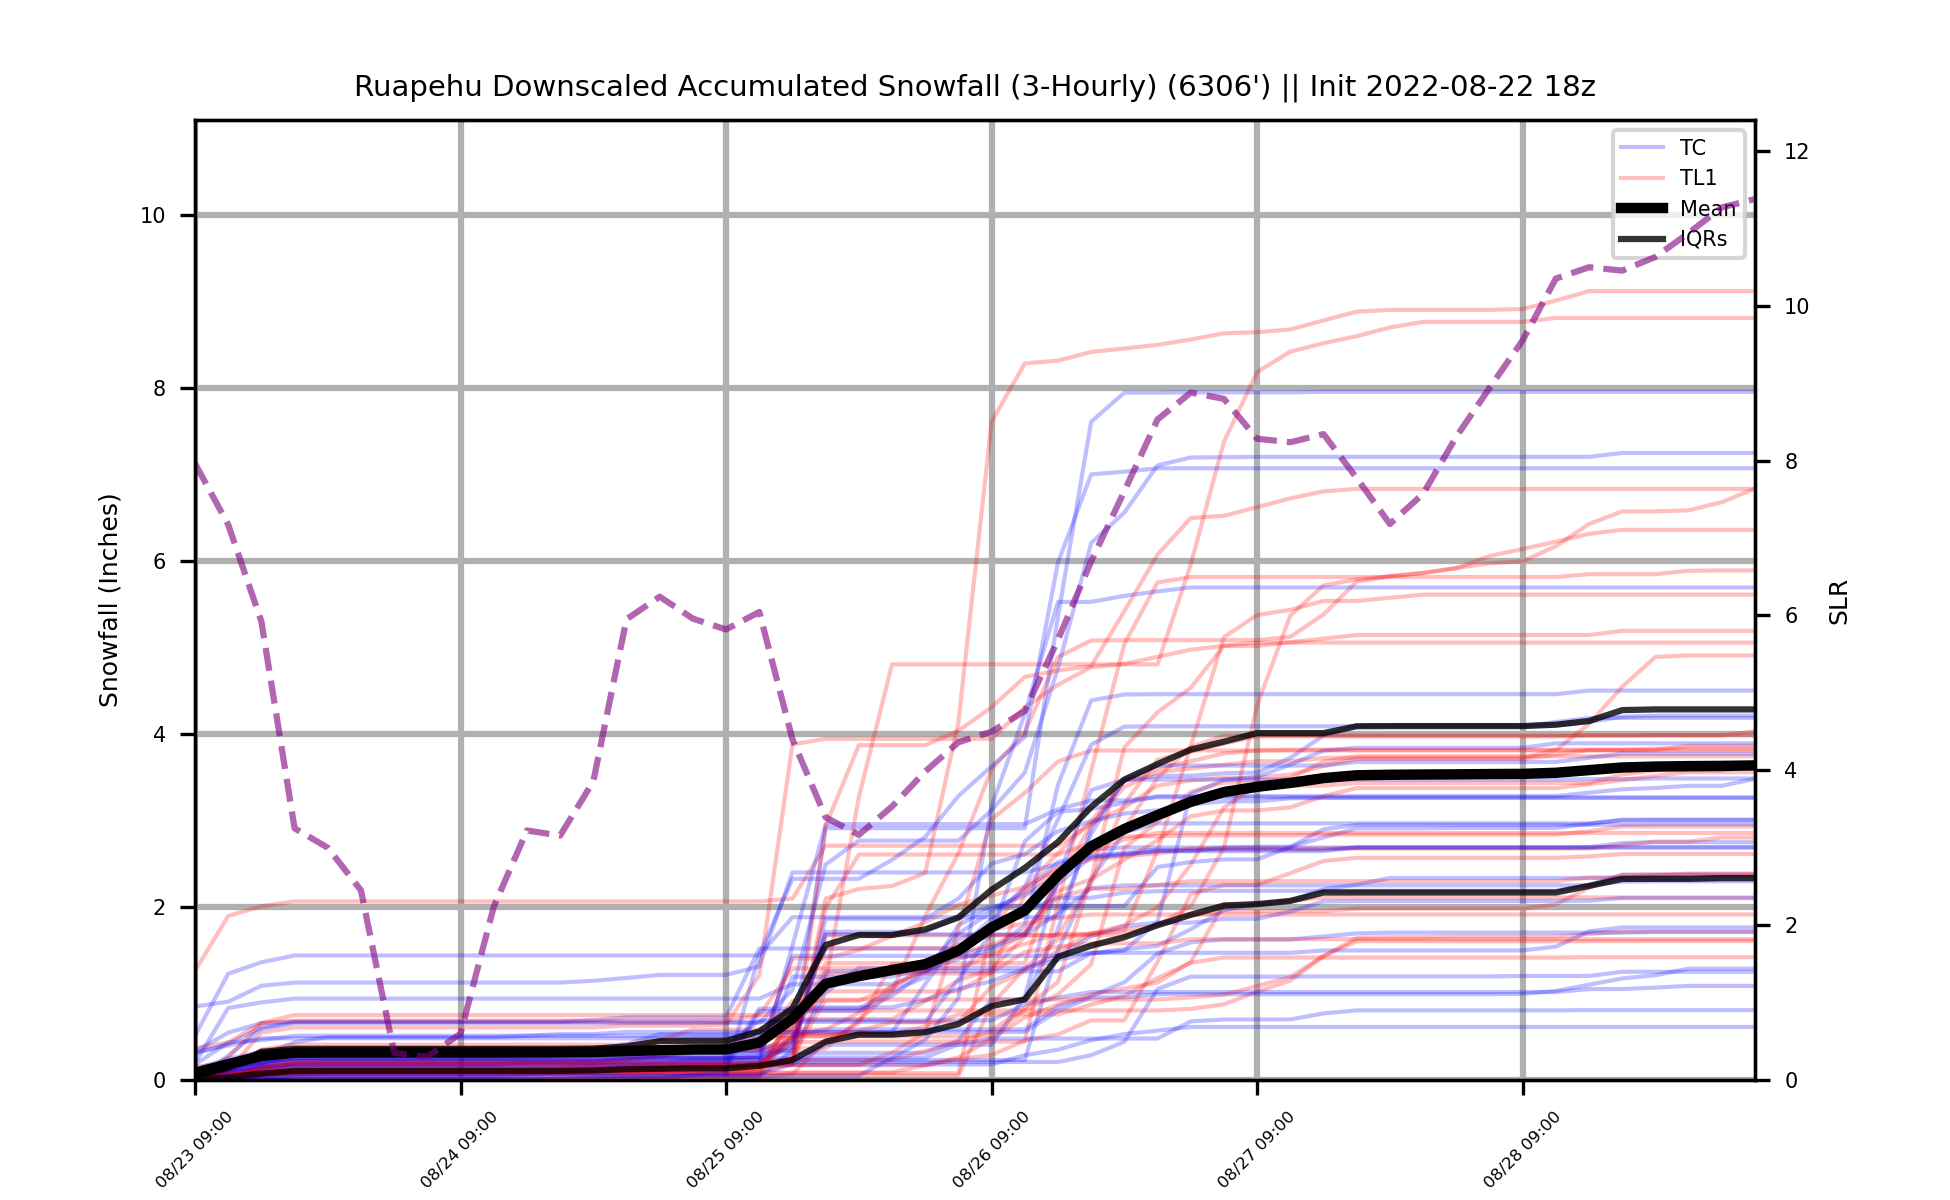 Ruapehu Downscaled Accumulated Snowfall (3-Hourly) (6306') || Init 2022-08-22 18z
TC
TL1
Mean
IQRs
Snowfall (Inches)
10
8
6
4
2
0
SLR
12
10
8
6
4
2
0
08/23 09:00
08/24 09:00
08/25 09:00
08/26 09:00
08/27 09:00
08/28 09:00